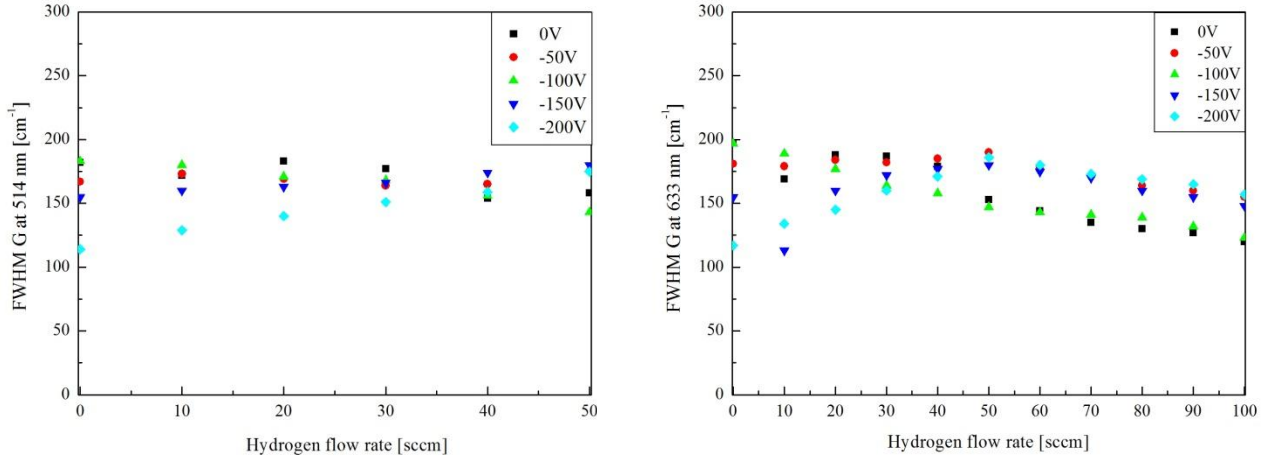 300
250
200
150
100
50
0
FWHM G at 514 nm [cm⁻¹]
0 10 20 30 40 50
Hydrogen flow rate [sccm]
0V
-50V
-100V
-150V
-200V
300
250
200
150
100
50
0
FWHM G at 633 nm [cm⁻¹]
0 10 20 30 40 50 60 70 80 90 100
Hydrogen flow rate [sccm]
0V
-50V
-100V
-150V
-200V